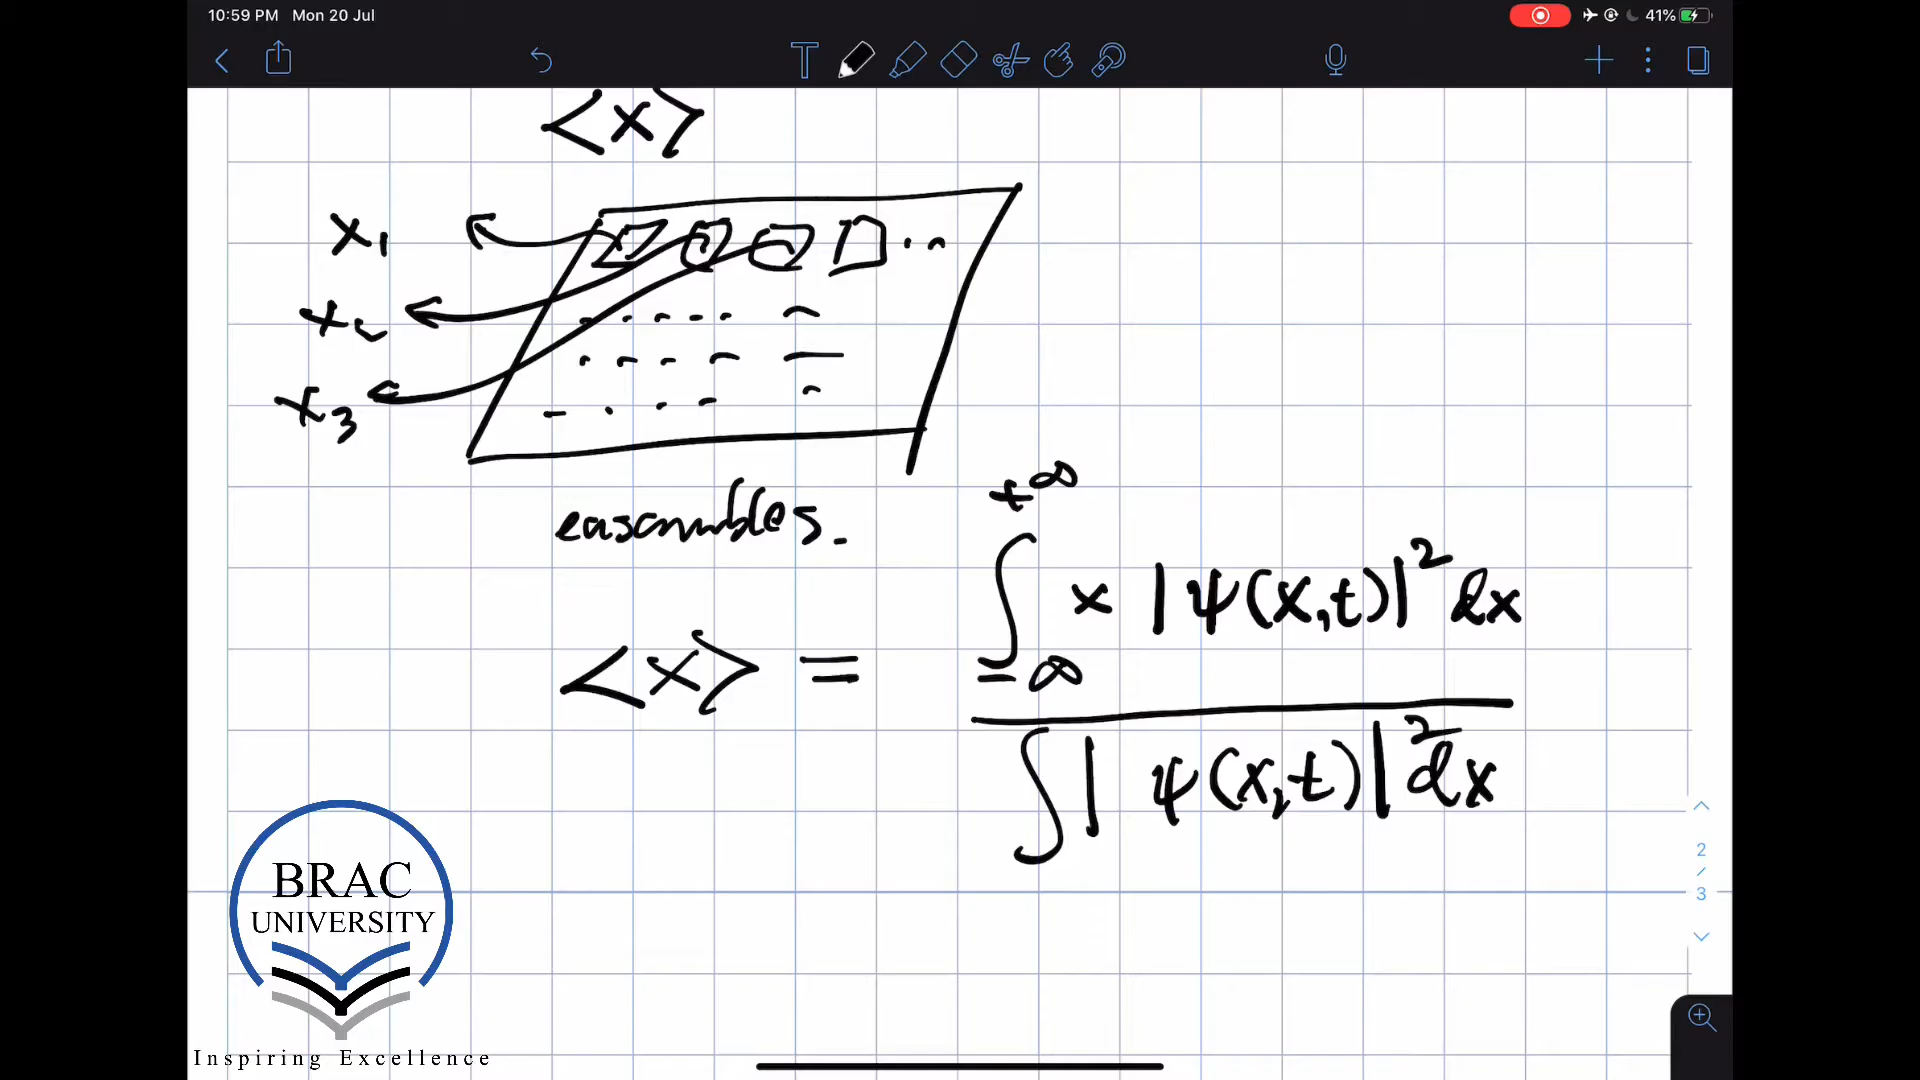 10:59 PM Mon 20 Jul
41%
<x>
x₁
x₂
x₃
ensambles.
<x> = ∫_{-∞}^{+∞} x |ψ(x,t)|² dx
∫ |ψ(x,t)|² dx
2
3
BRAC
UNIVERSITY
Inspiring Excellence